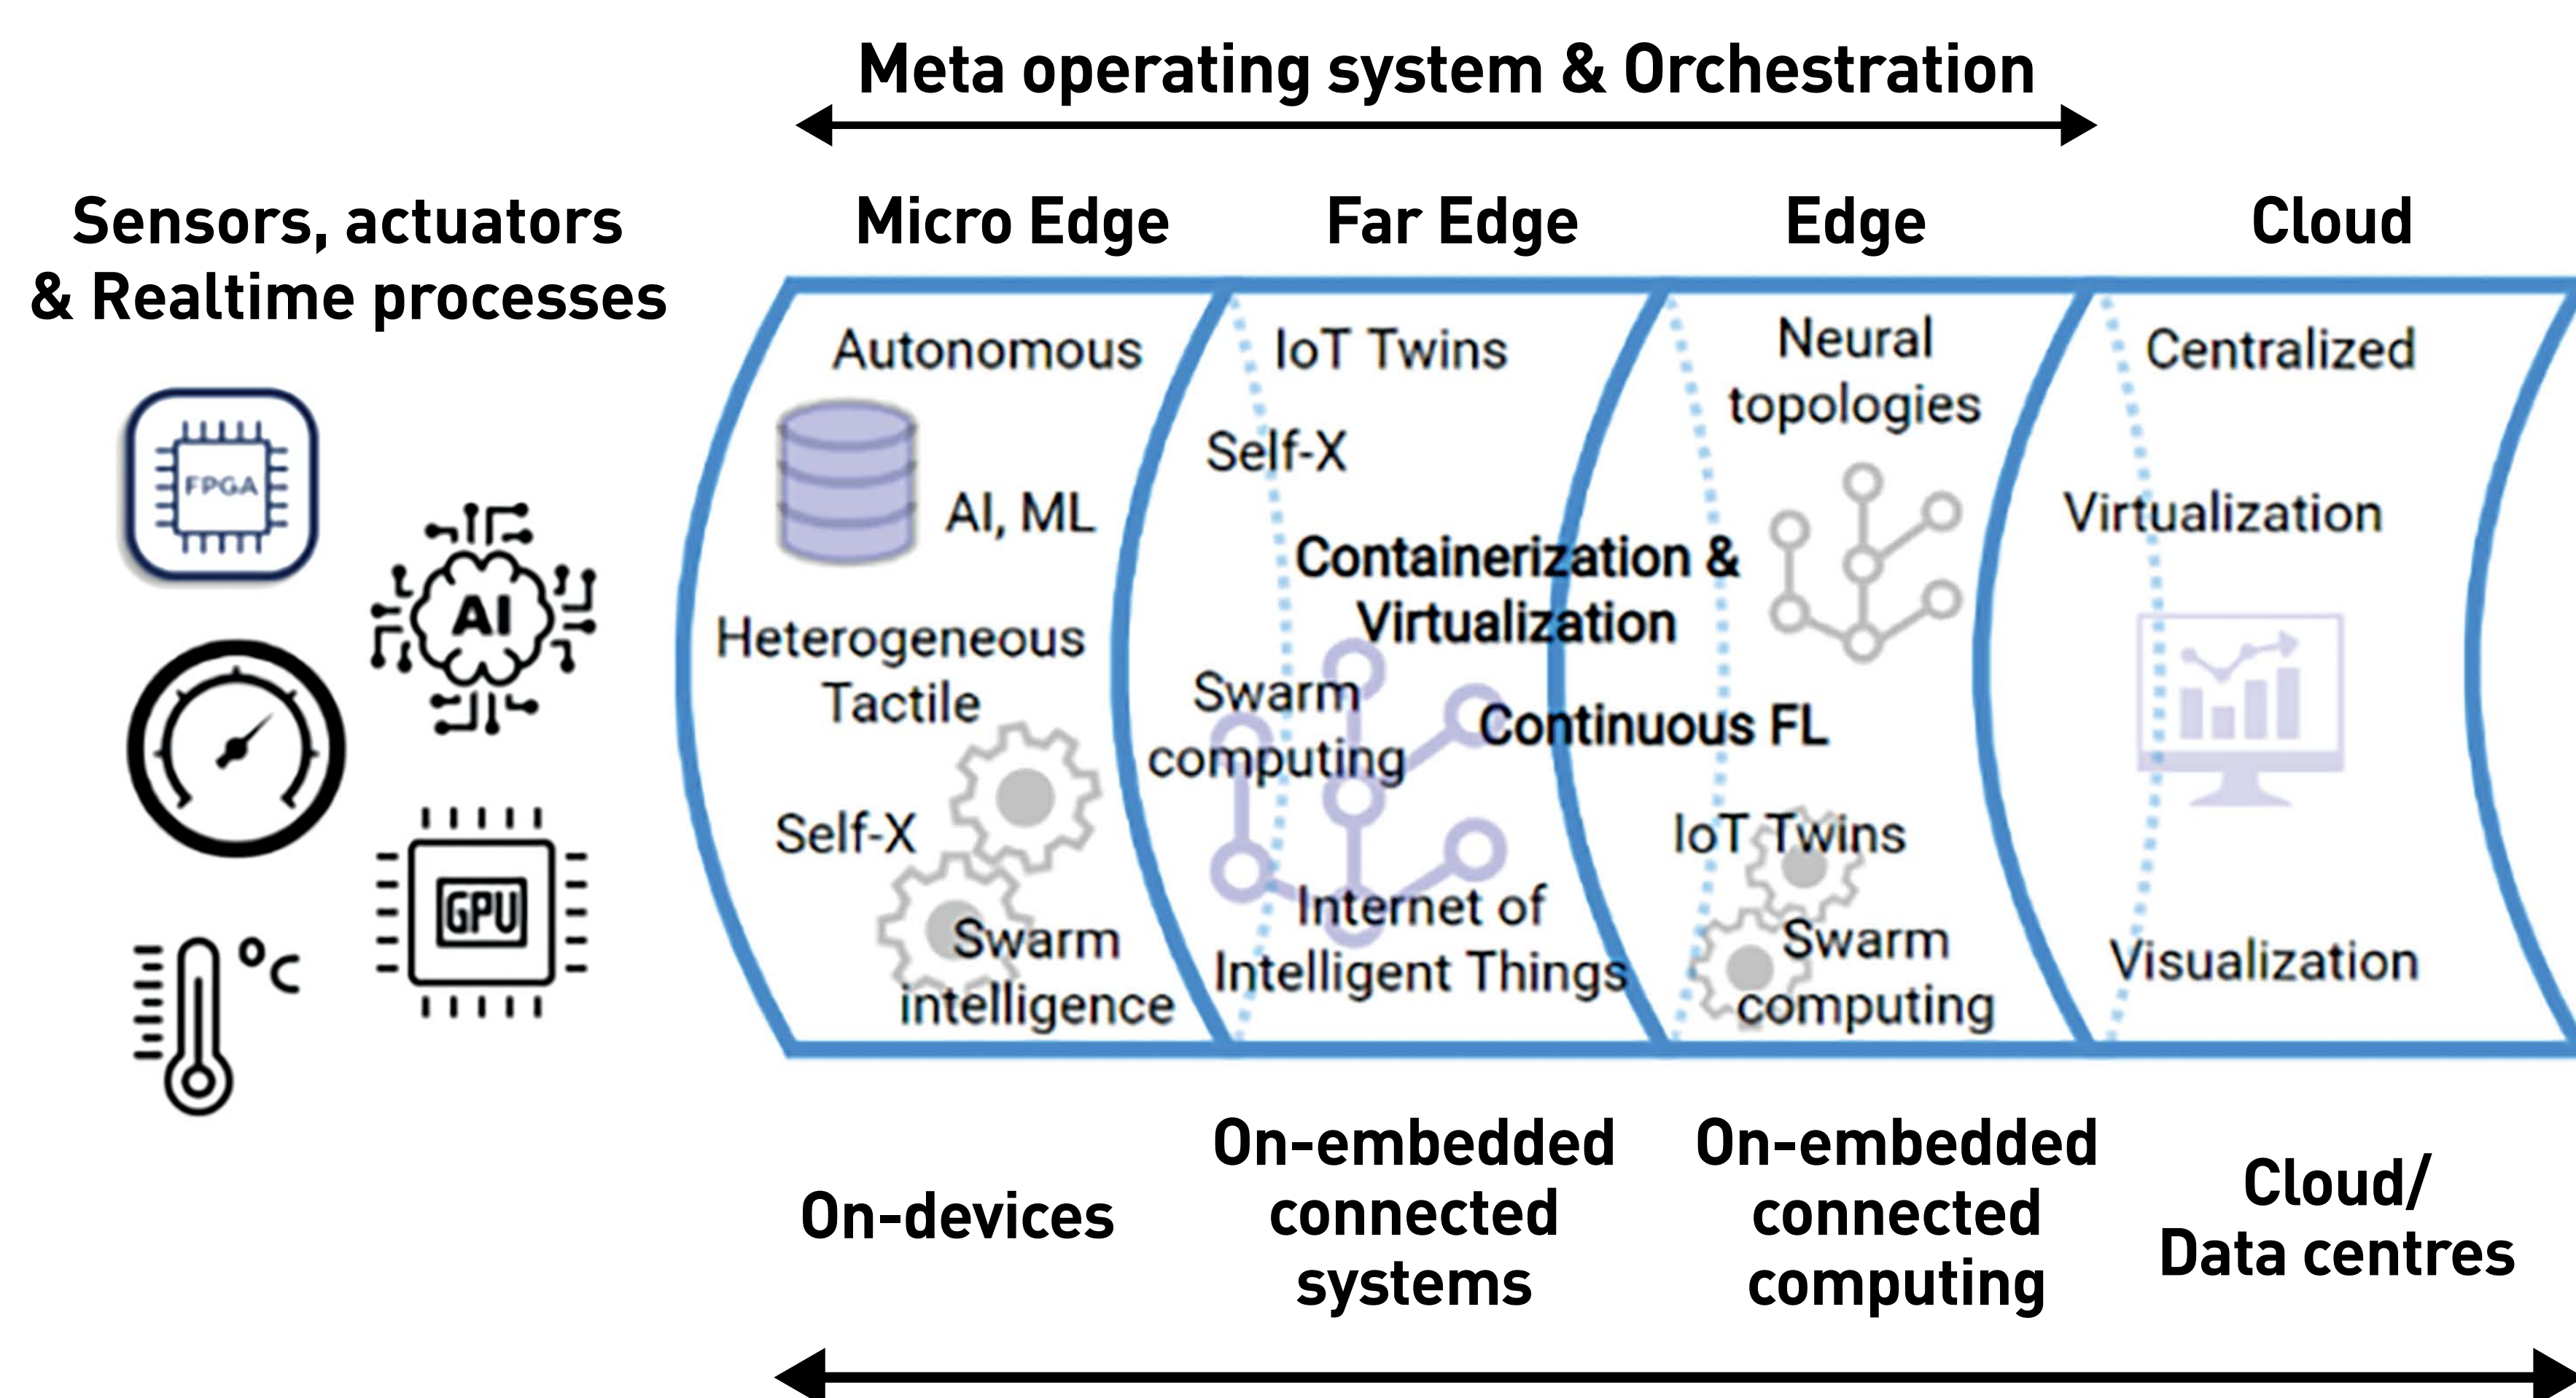 Meta operating system & Orchestration
Sensors, actuators
& Realtime processes
Micro Edge
Far Edge
Edge
Cloud
FPGA
AI
GPU
°C
Autonomous
AI, ML
Heterogeneous
Tactile
Self-X
Swarm
intelligence
IoT Twins
Self-X
Containerization &
Virtualization
Swarm
computing
Continuous FL
Internet of
Intelligent Things
Neural
topologies
IoT Twins
Swarm
computing
Centralized
Virtualization
Visualization
On-devices
On-embedded
connected
systems
On-embedded
connected
computing
Cloud/
Data centres